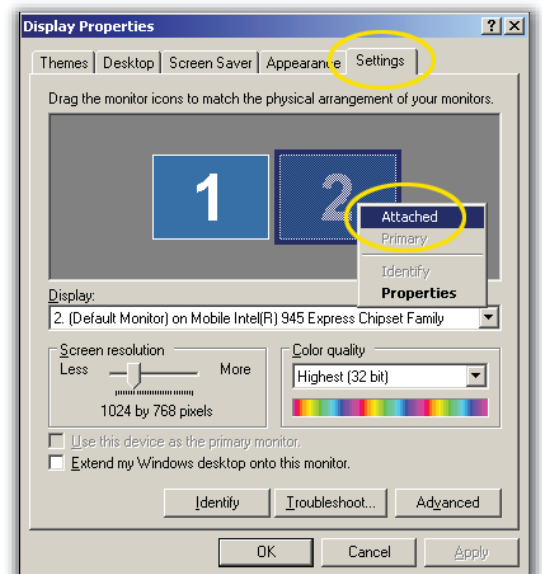 Display Properties
Themes Desktop Screen Saver Appearance Settings
Drag the monitor icons to match the physical arrangement of your monitors.
1 2
Attached
Primary
Identify
Properties
Display:
2. (Default Monitor) on Mobile Intel(R) 945 Express Chipset Family
Screen resolution
Less More
1024 by 768 pixels
Color quality
Highest (32 bit)
Use this device as the primary monitor.
Extend my Windows desktop onto this monitor.
Identify Troubleshoot... Advanced
OK Cancel Apply